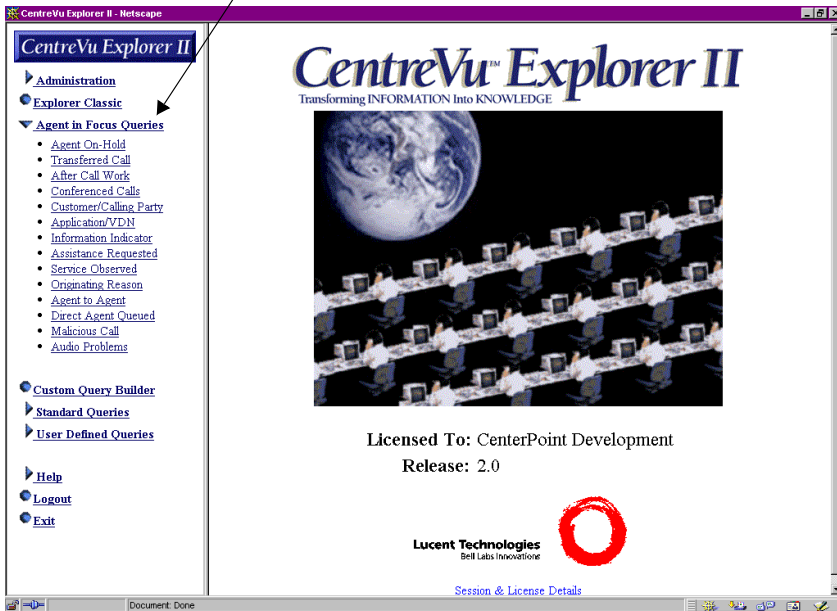 CentreVu Explorer II - Netscape
CentreVu Explorer II
Administration
Explorer Classic
Agent in Focus Queries
Agent On-Hold
Transferred Call
After Call Work
Conferenced Calls
Customer/Calling Party
Application/VDN
Information Indicator
Assistance Requested
Service Observed
Originating Reason
Agent to Agent
Direct Agent Queued
Malicious Call
Audio Problems
Custom Query Builder
Standard Queries
User Defined Queries
Help
Logout
Exit
CentreVu™ Explorer II
Transforming INFORMATION Into KNOWLEDGE
Licensed To: CenterPoint Development
Release: 2.0
Lucent Technologies
Bell Labs Innovations
Session & License Details
Document: Done